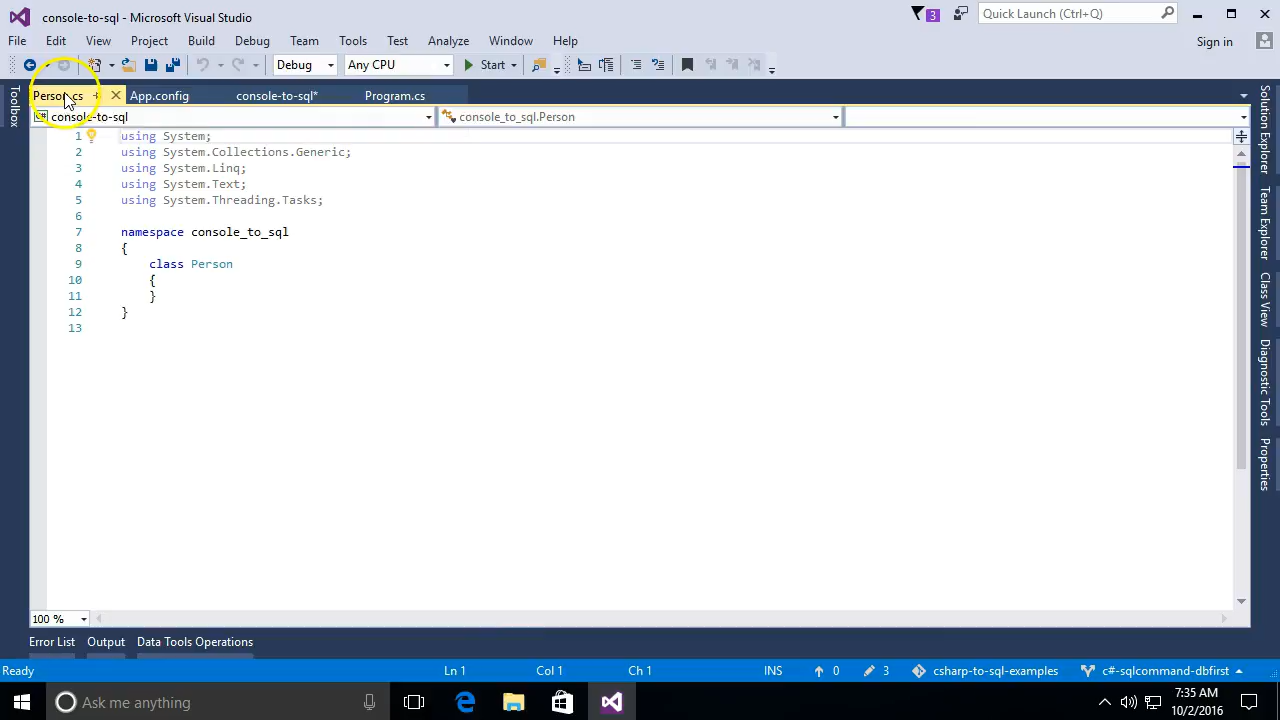 console-to-sql - Microsoft Visual Studio
3
Quick Launch (Ctrl+Q)
File Edit View Project Build Debug Team Tools Test Analyze Window Help
Sign in
Debug Any CPU Start
Person.cs App.config console-to-sql* Program.cs
console-to-sql console_to_sql.Person
1 using System;
2 using System.Collections.Generic;
3 using System.Linq;
4 using System.Text;
5 using System.Threading.Tasks;
6
7 namespace console_to_sql
8 {
9 class Person
10 {
11 }
12 }
13
Toolbox
Solution Explorer
Team Explorer
Class View
Diagnostic Tools
Properties
100 %
Error List Output Data Tools Operations
Ready Ln 1 Col 1 Ch 1 INS 0 3 csharp-to-sql-examples c#-sqlcommand-dbfirst
Ask me anything
7:35 AM
10/2/2016